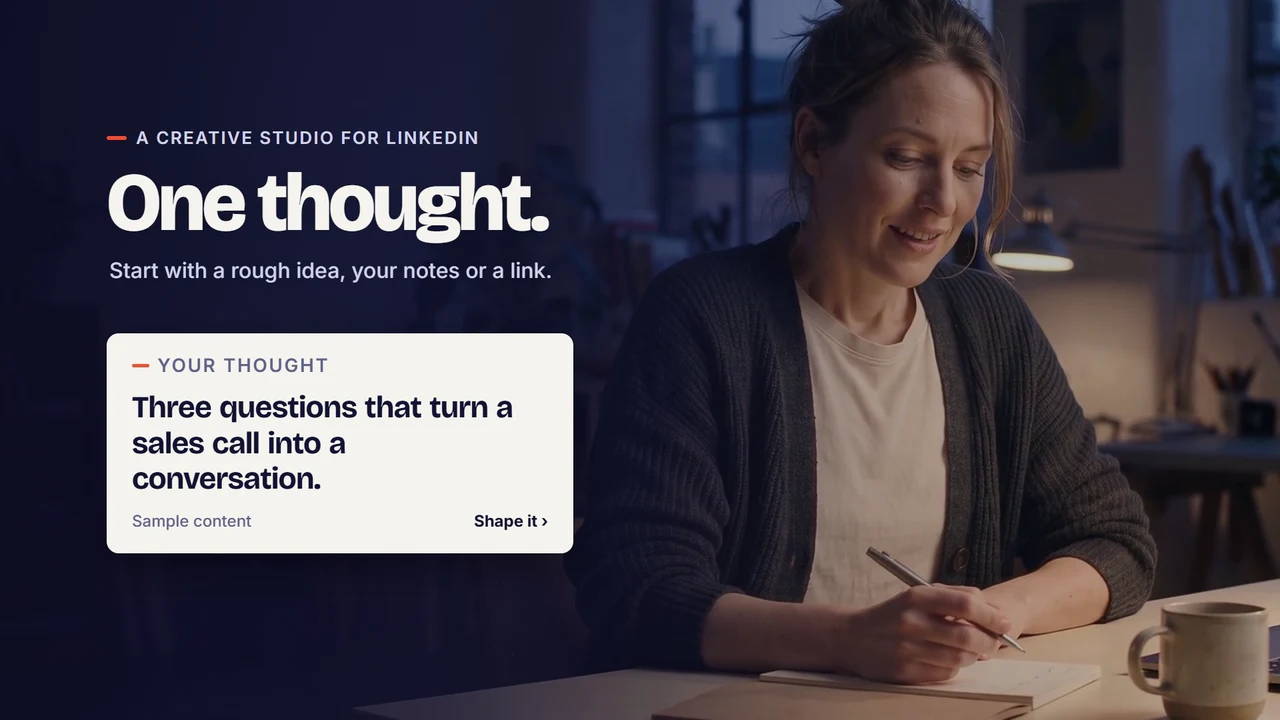 A CREATIVE STUDIO FOR LINKEDIN
One thought.
Start with a rough idea, your notes or a link.
YOUR THOUGHT
Three questions that turn a
sales call into a
conversation.
Sample content
Shape it ›